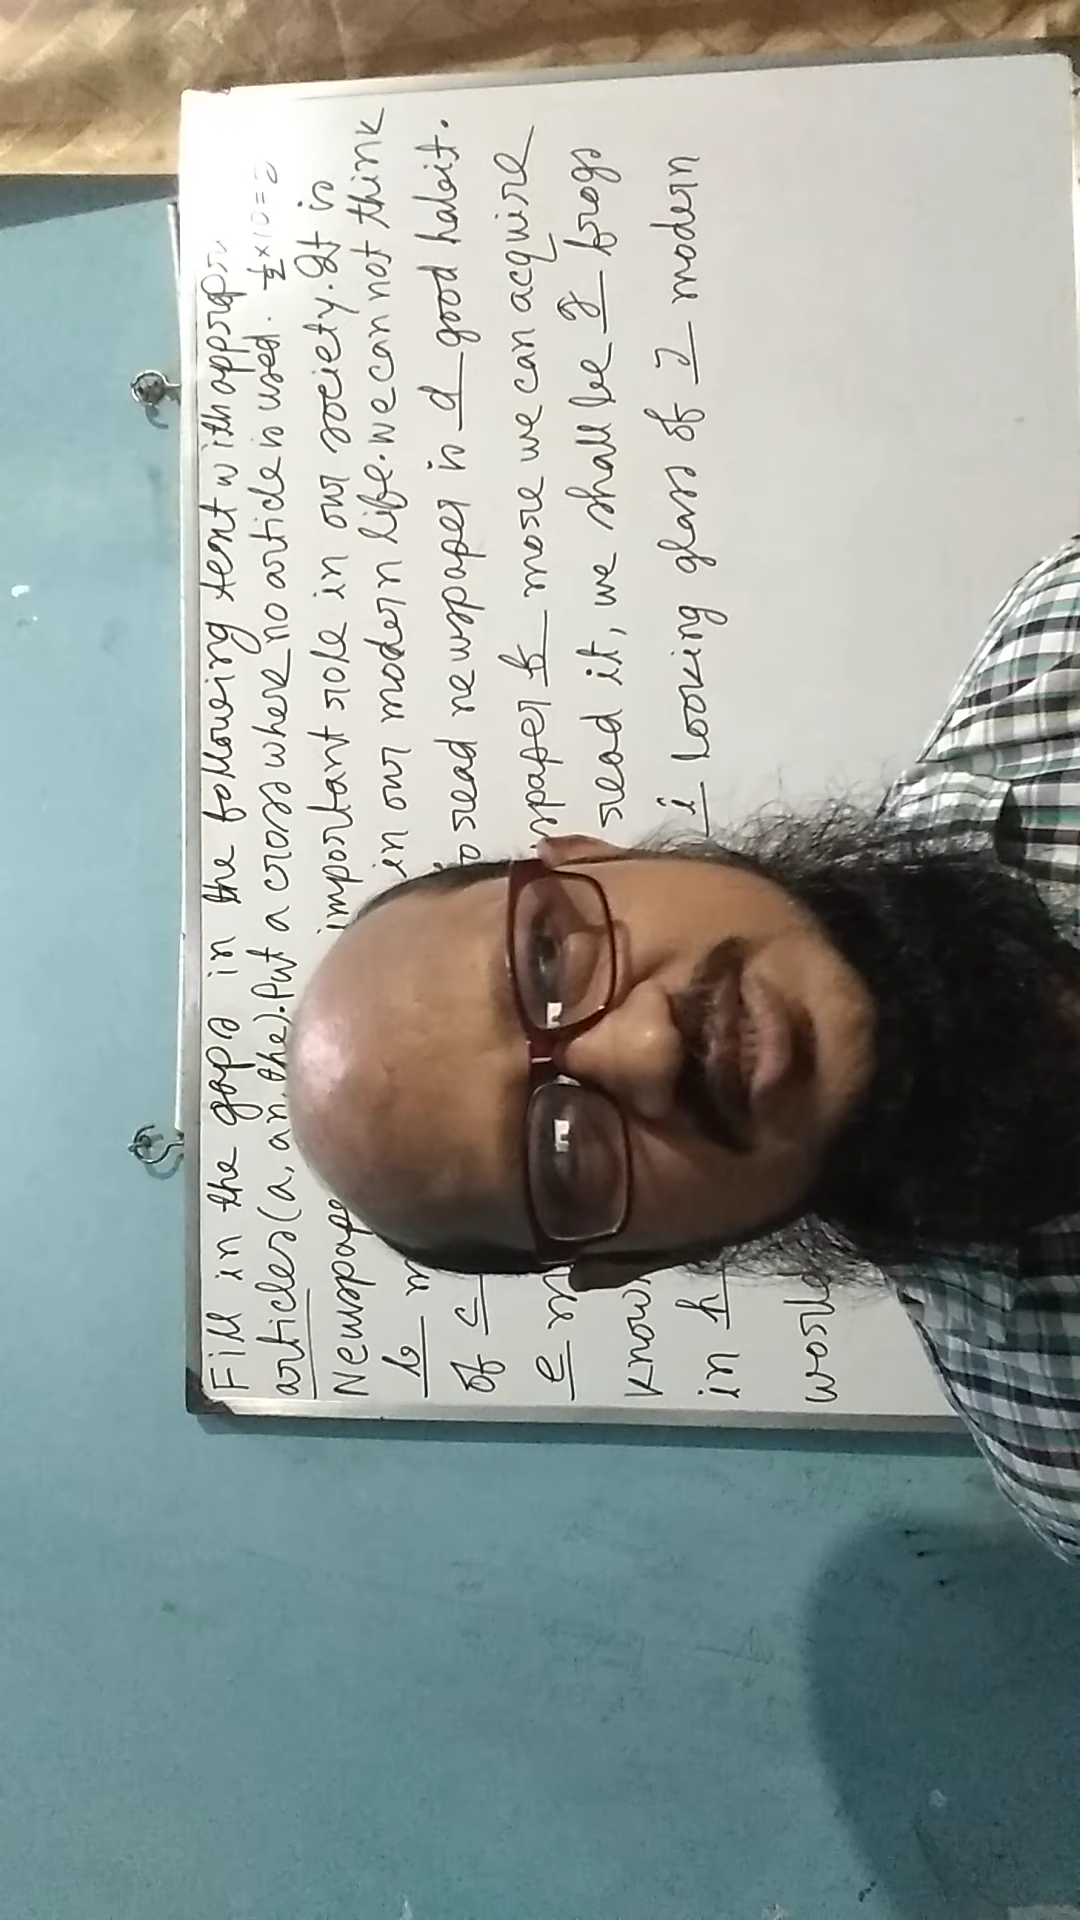 Fill in the gaps in the following text with appropr
articles (a, an, the). Put a cross where no article is used. ½×10=
Newspape important role in our society. It is
b m in our modern life. we can not think
of c o read newspaper is d good habit.
e n spaper f more we can acquire
know read it, we shall be g frogs
in h i Looking glass of J modern
world